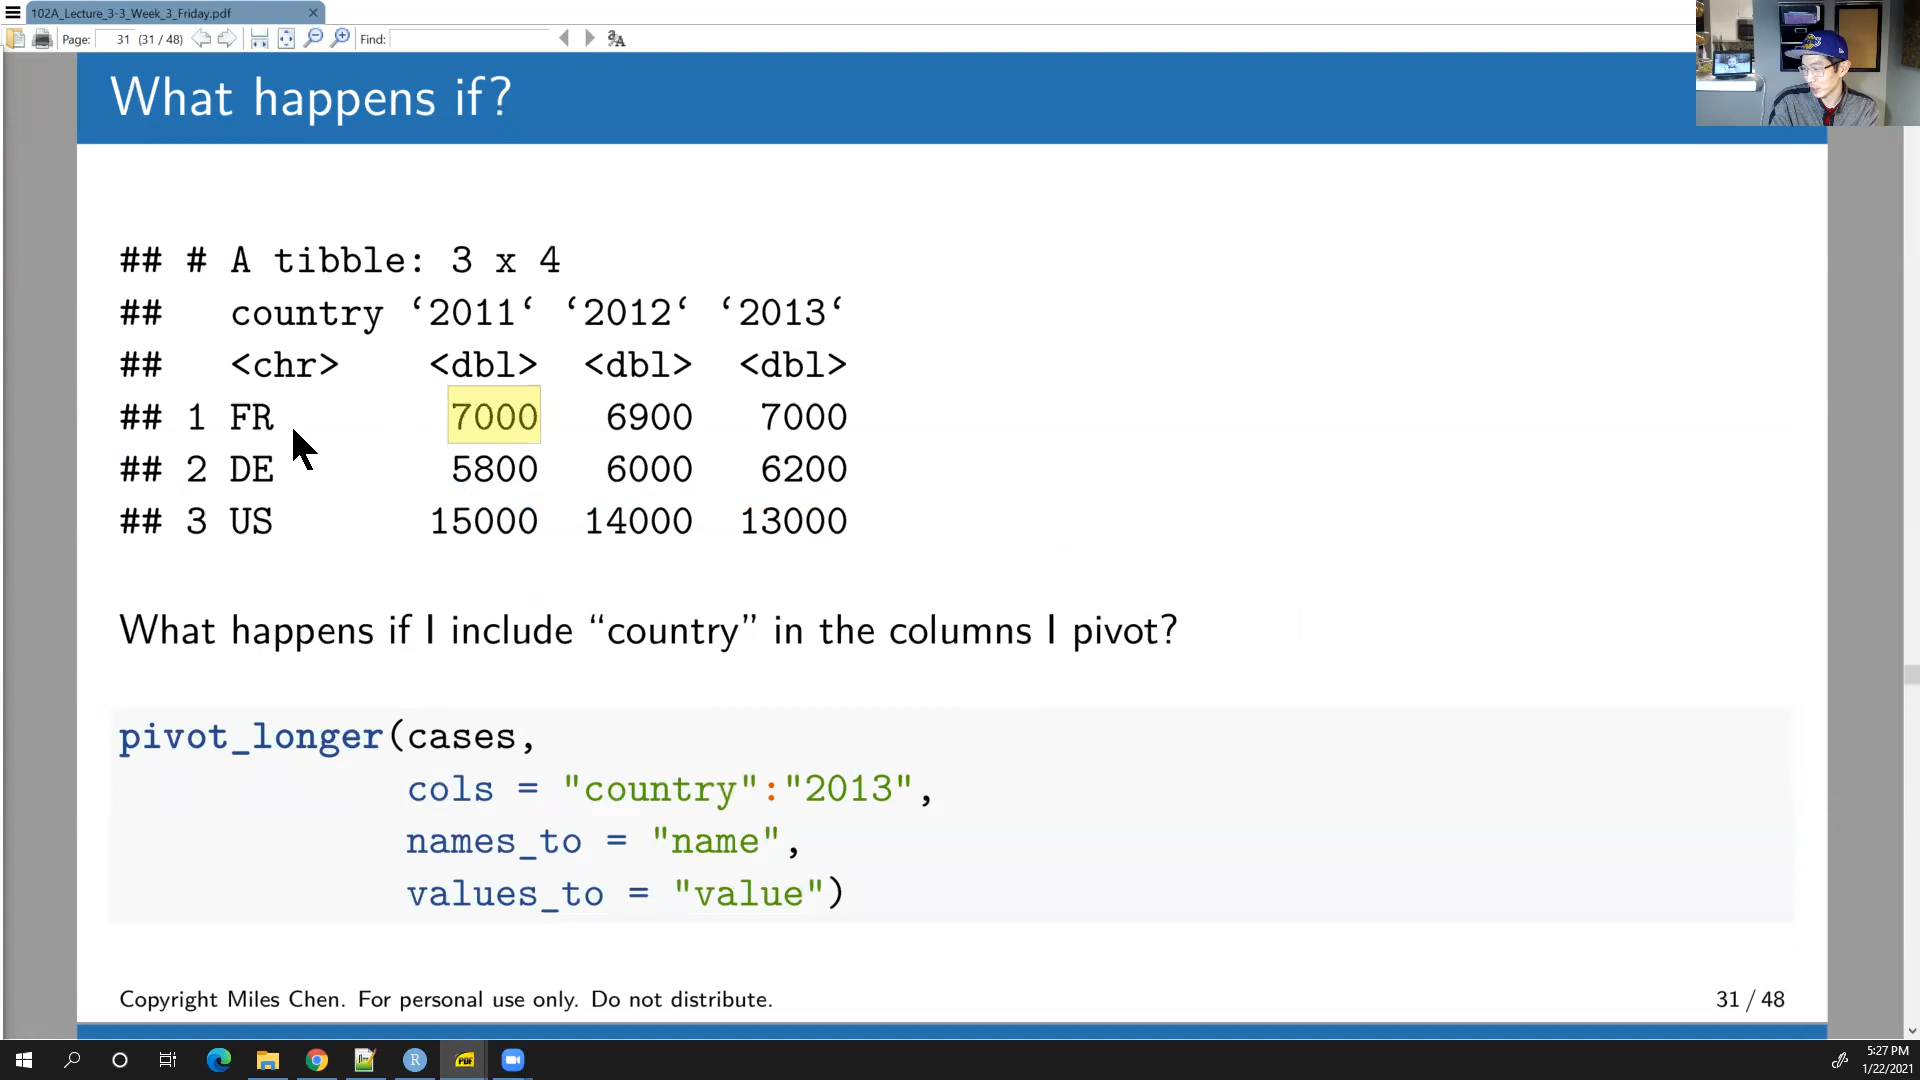 102A_Lecture_3-3_Week_3_Friday.pdf
Page: 31 (31 / 48) Find:
What happens if?
## # A tibble: 3 x 4
## country ‘2011‘ ‘2012‘ ‘2013‘
## <chr> <dbl> <dbl> <dbl>
## 1 FR 7000 6900 7000
## 2 DE 5800 6000 6200
## 3 US 15000 14000 13000
What happens if I include “country” in the columns I pivot?
pivot_longer(cases,
cols = "country":"2013",
names_to = "name",
values_to = "value")
Copyright Miles Chen. For personal use only. Do not distribute.
31 / 48
5:27 PM
1/22/2021